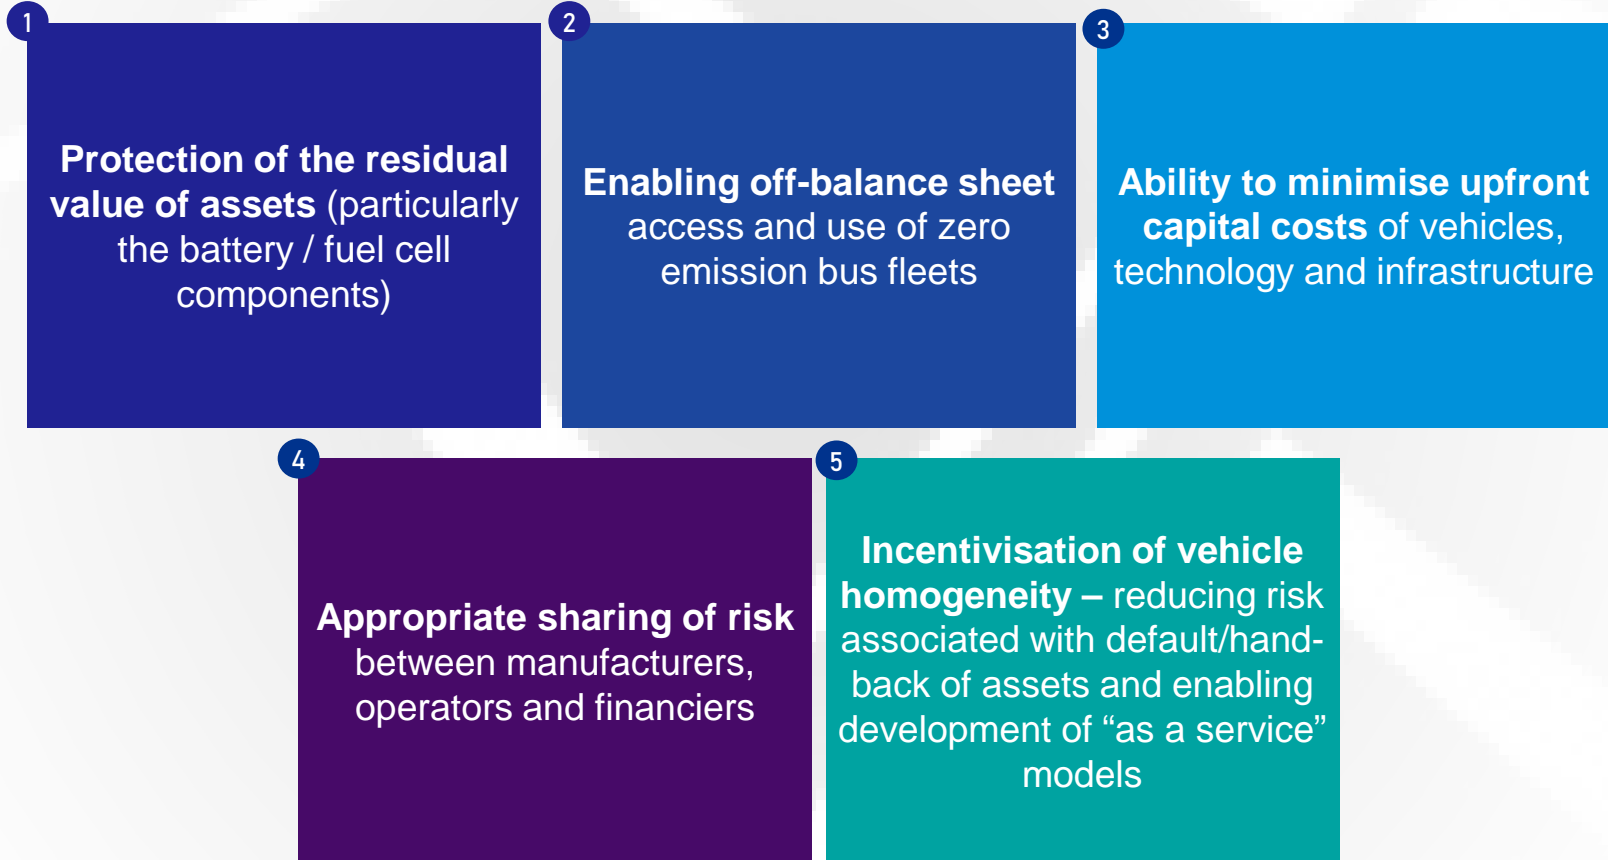 1
Protection of the residual
value of assets (particularly
the battery / fuel cell
components)
2
Enabling off-balance sheet
access and use of zero
emission bus fleets
3
Ability to minimise upfront
capital costs of vehicles,
technology and infrastructure
4
Appropriate sharing of risk
between manufacturers,
operators and financiers
5
Incentivisation of vehicle
homogeneity – reducing risk
associated with default/hand-
back of assets and enabling
development of “as a service”
models